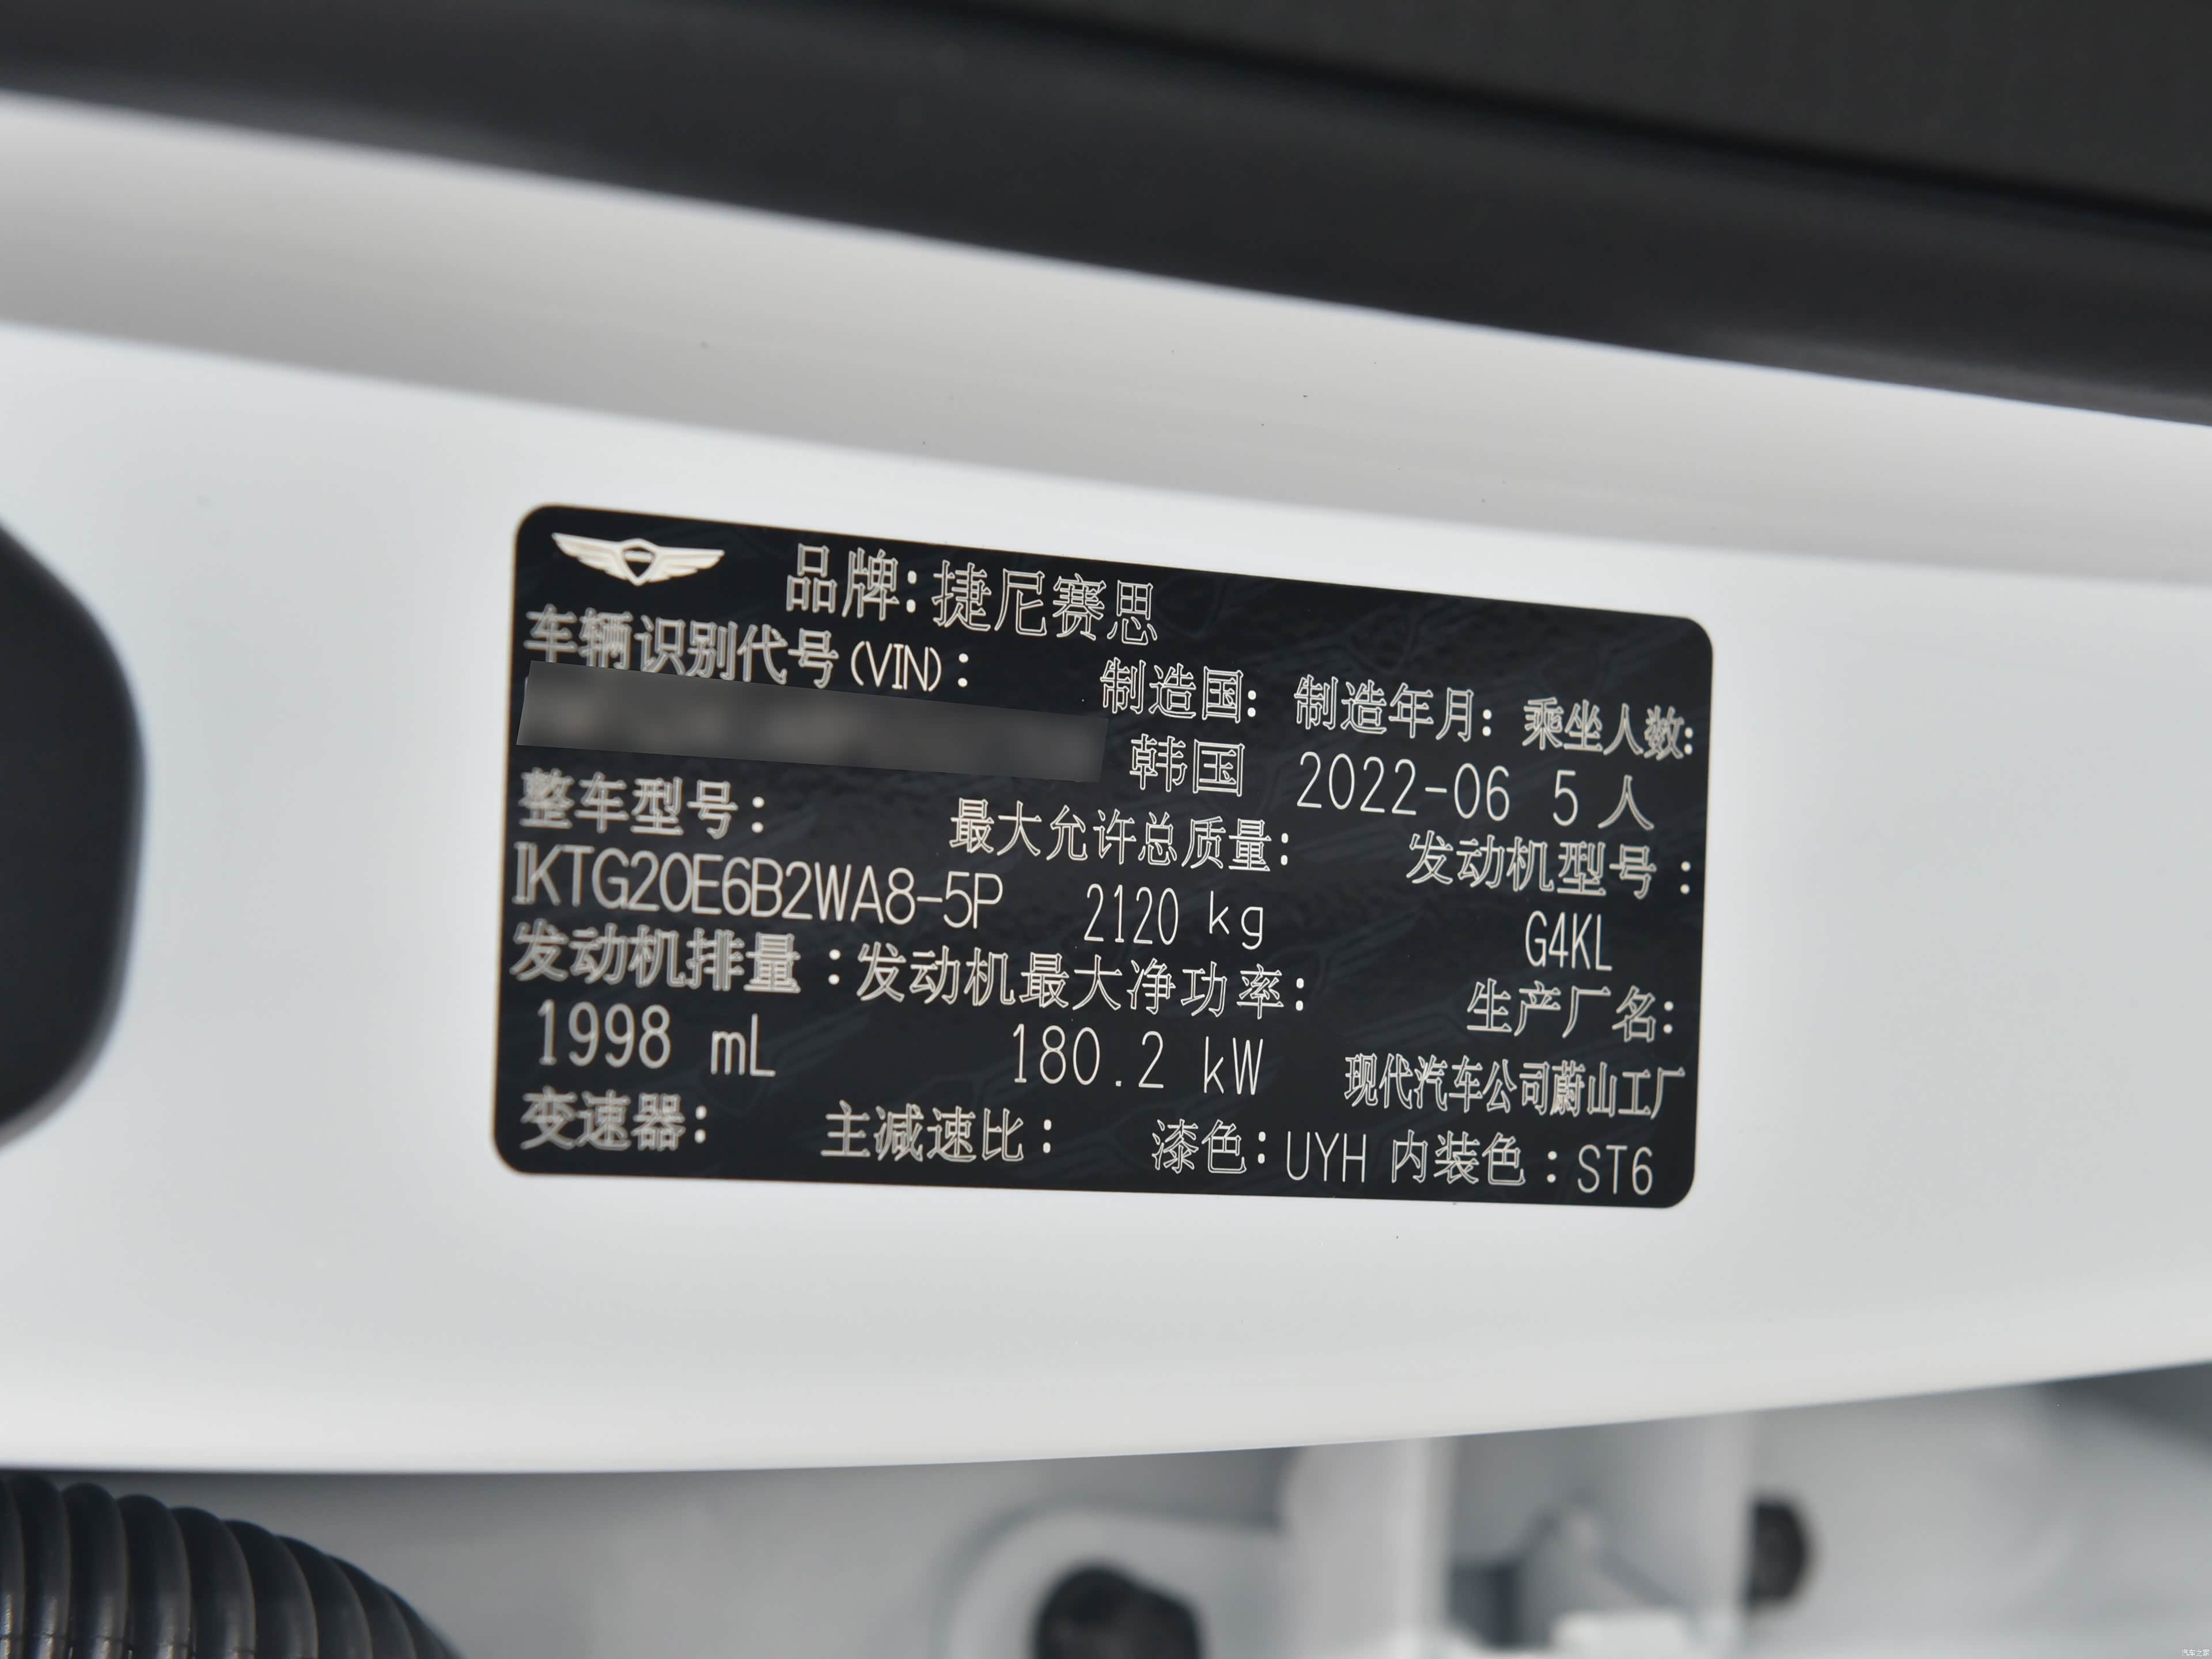 品牌:捷尼赛思
车辆识别代号(VIN):
制造国: 制造年月: 乘坐人数:
韩国 2022-06 5 人
整车型号: 最大允许总质量: 发动机型号:
IKTG20E6B2WA8-5P 2120 kg G4KL
发动机排量:发动机最大净功率: 生产厂名:
1998 mL 180.2 kW 现代汽车公司蔚山工厂
变速器: 主减速比: 漆色:UYH 内装色:ST6
汽车之家